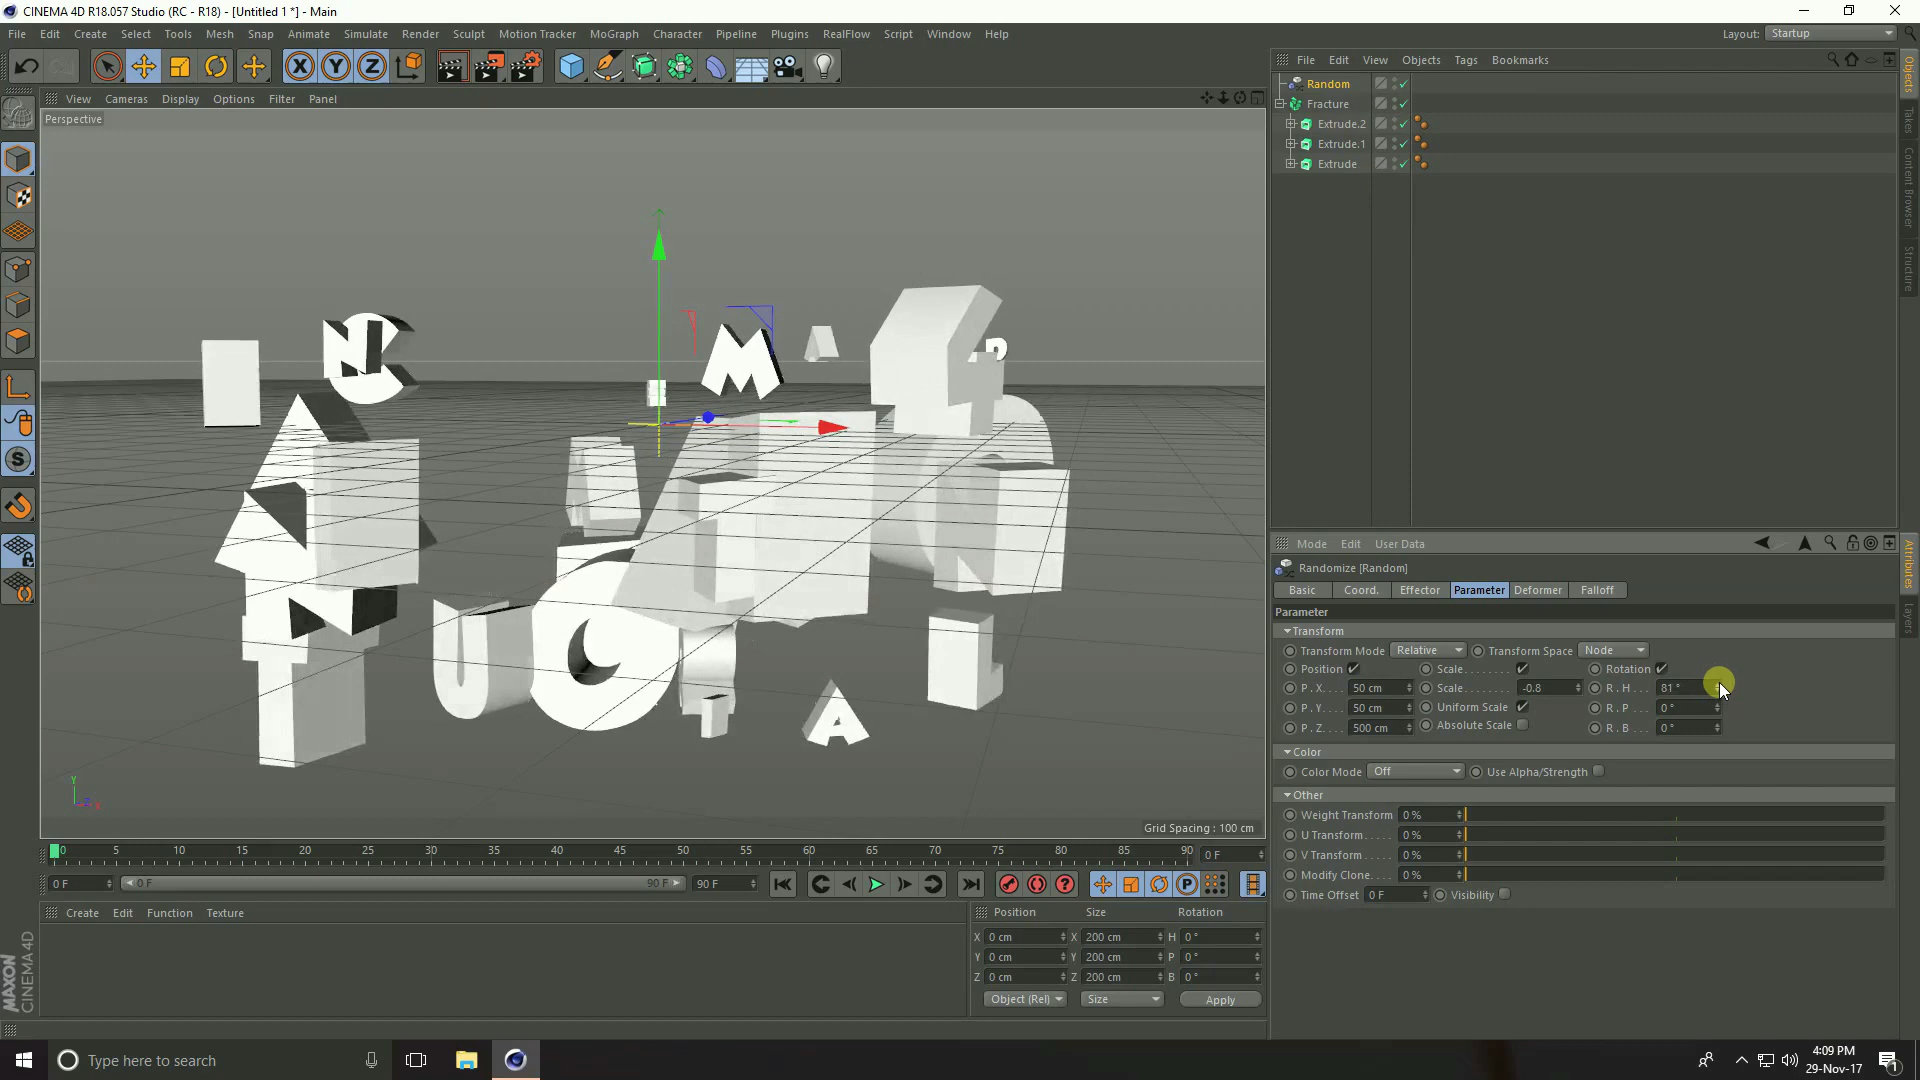 CINEMA 4D R18.057 Studio (RC - R18) - [Untitled 1 *] - Main
File Edit Create Select Tools Mesh Snap Animate Simulate Render Sculpt Motion Tracker MoGraph Character Pipeline Plugins RealFlow Script Window Help Layout: Startup
File Edit View Objects Tags Bookmarks
View Cameras Display Options Filter Panel
Perspective
Random
Fracture
Extrude.2
Extrude.1
Extrude
Objects
Takes
Content Browser
Structure
Mode Edit User Data
Randomize [Random]
Basic Coord. Effector Parameter Deformer Falloff
Parameter
Transform
Transform Mode Relative Transform Space Node
Position Scale........ Rotation
P . X. . . . 50 cm Scale........ -0.8 R . H . . . 81 °
P . Y. . . . 50 cm Uniform Scale R . P . . . 0 °
P . Z. . . . 500 cm Absolute Scale R . B . . . 0 °
Color
Color Mode Off Use Alpha/Strength
Other
Weight Transform 0 %
U Transform..... 0 %
V Transform..... 0 %
Modify Clone.... 0 %
Time Offset 0 F Visibility
Attributes
Layers
N C
M
A
U
C
L
A
Y
Z X
Grid Spacing : 100 cm
0 5 10 15 20 25 30 35 40 45 50 55 60 65 70 75 80 85 90 0 F
0 F 0 F 90 F 90 F
Create Edit Function Texture
Position Size Rotation
X 0 cm X 200 cm H 0 °
Y 0 cm Y 200 cm P 0 °
Z 0 cm Z 200 cm B 0 °
Object (Rel) Size Apply
MAXON
CINEMA 4D
Type here to search
4:09 PM
29-Nov-17
1